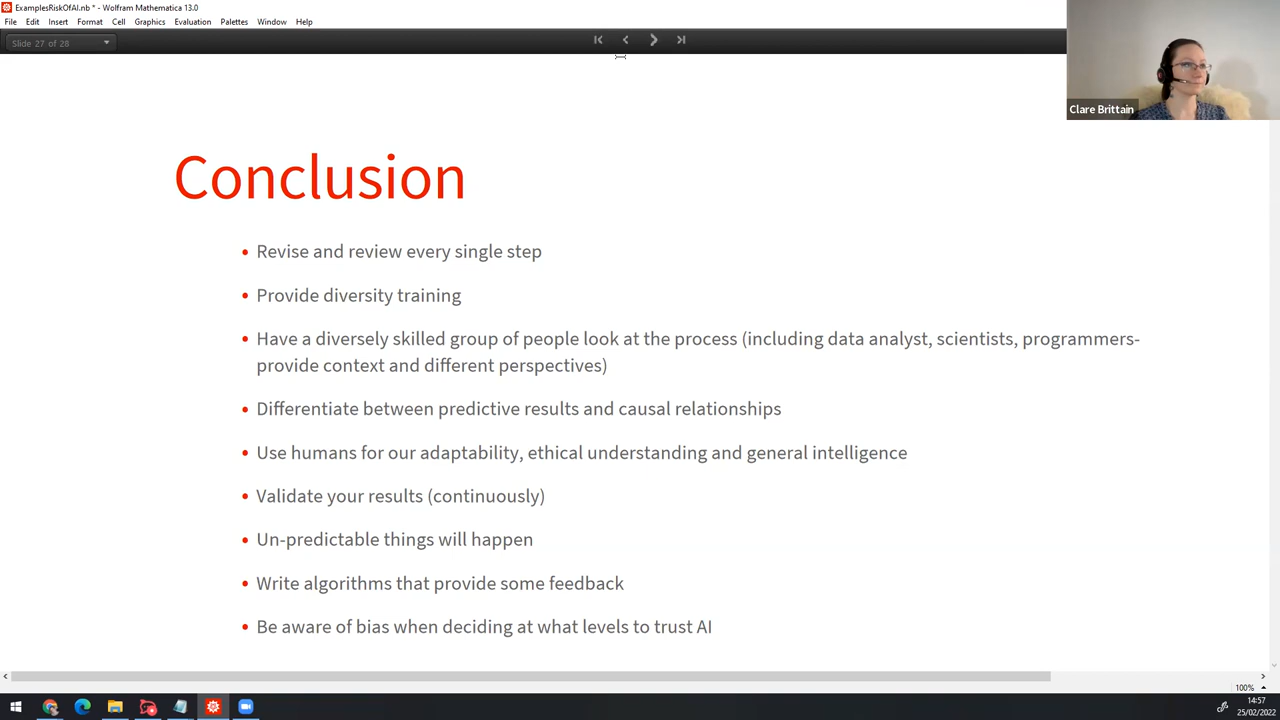 ExamplesRiskOfAI.nb * - Wolfram Mathematica 13.0
File Edit Insert Format Cell Graphics Evaluation Palettes Window Help
Slide 27 of 28
Clare Brittain
Conclusion
• Revise and review every single step
• Provide diversity training
• Have a diversely skilled group of people look at the process (including data analyst, scientists, programmers-
provide context and different perspectives)
• Differentiate between predictive results and causal relationships
• Use humans for our adaptability, ethical understanding and general intelligence
• Validate your results (continuously)
• Un-predictable things will happen
• Write algorithms that provide some feedback
• Be aware of bias when deciding at what levels to trust AI
100%
14:57
25/02/2022